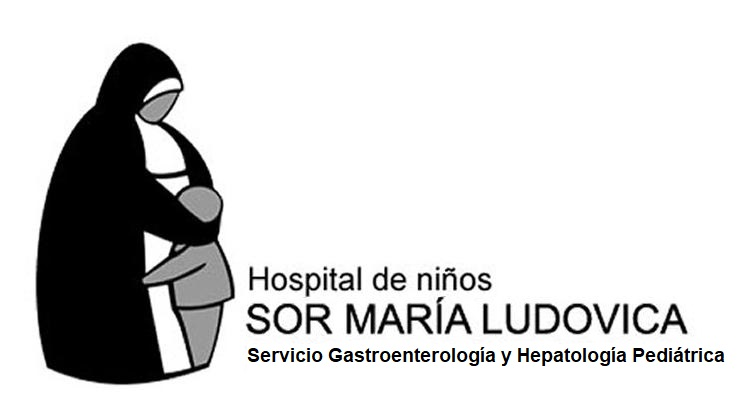 Hospital de niños
SOR MARÍA LUDOVICA
Servicio Gastroenterología y Hepatología Pediátrica